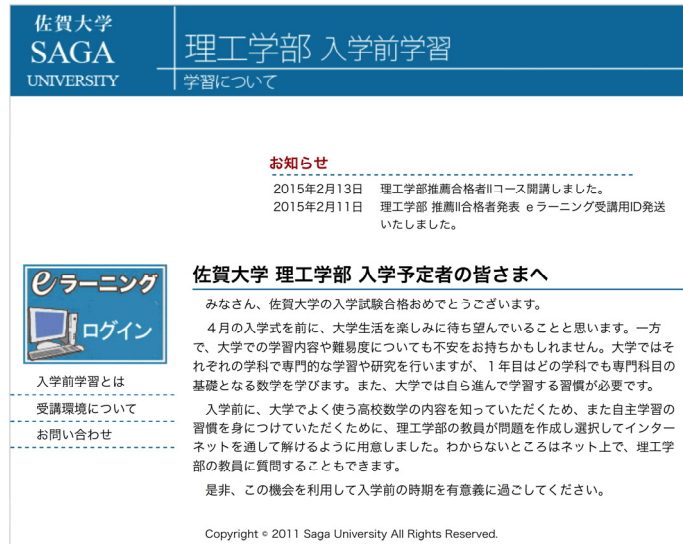 佐賀大学
SAGA
UNIVERSITY
理工学部 入学前学習
学習について
お知らせ
2015年2月13日 理工学部推薦合格者IIコース開講しました。
2015年2月11日 理工学部 推薦II合格者発表 ｅラーニング受講用ID発送
いたしました。
eラーニング
ログイン
入学前学習とは
受講環境について
お問い合わせ
佐賀大学 理工学部 入学予定者の皆さまへ
みなさん、佐賀大学の入学試験合格おめでとうございます。
４月の入学式を前に、大学生活を楽しみに待ち望んでいることと思います。一方
で、大学での学習内容や難易度についても不安をお持ちかもしれません。大学ではそ
れぞれの学科で専門的な学習や研究を行いますが、１年目はどの学科でも専門科目の
基礎となる数学を学びます。また、大学では自ら進んで学習する習慣が必要です。
入学前に、大学でよく使う高校数学の内容を知っていただくため、また自主学習の
習慣を身につけていただくために、理工学部の教員が問題を作成し選択してインター
ネットを通して解けるように用意しました。わからないところはネット上で、理工学
部の教員に質問することもできます。
是非、この機会を利用して入学前の時期を有意義に過ごしてください。
Copyright © 2011 Saga University All Rights Reserved.